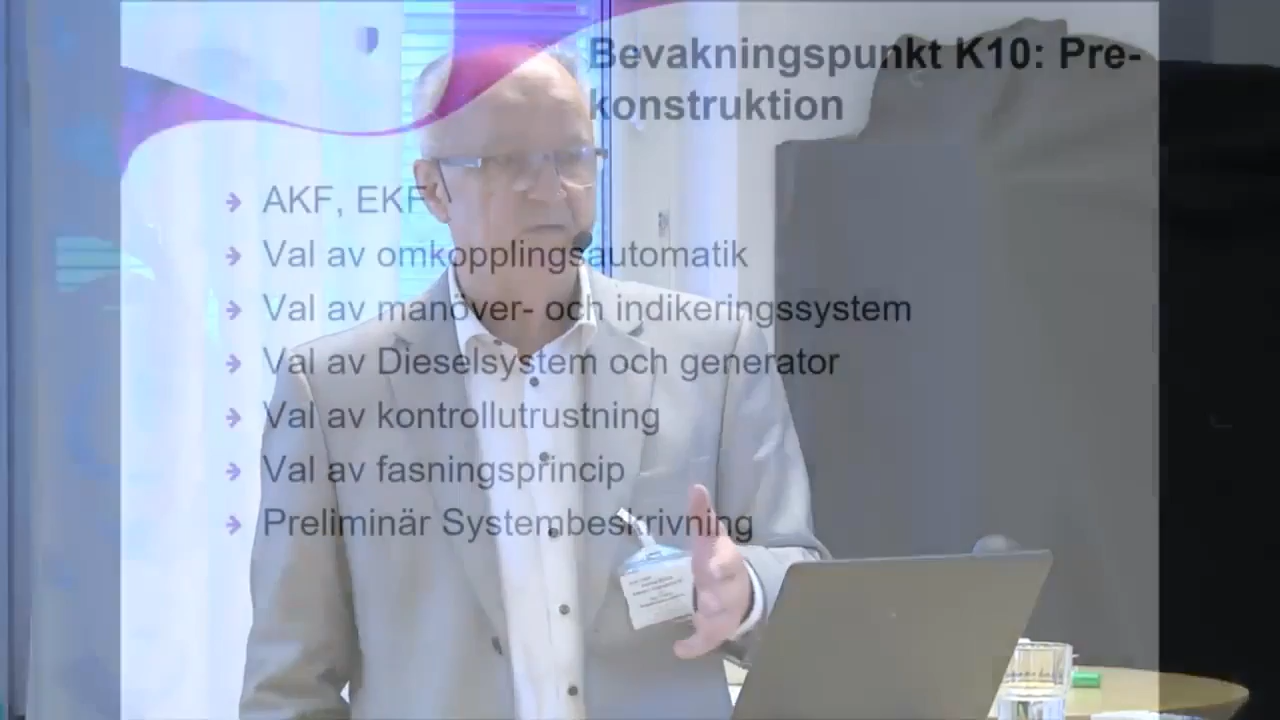 Bevakningspunkt K10: Pre-
konstruktion
AKF, EKF
Val av omkopplingsautomatik
Val av manöver- och indikeringssystem
Val av Dieselsystem och generator
Val av kontrollutrustning
Val av fasningsprincip
Preliminär Systembeskrivning